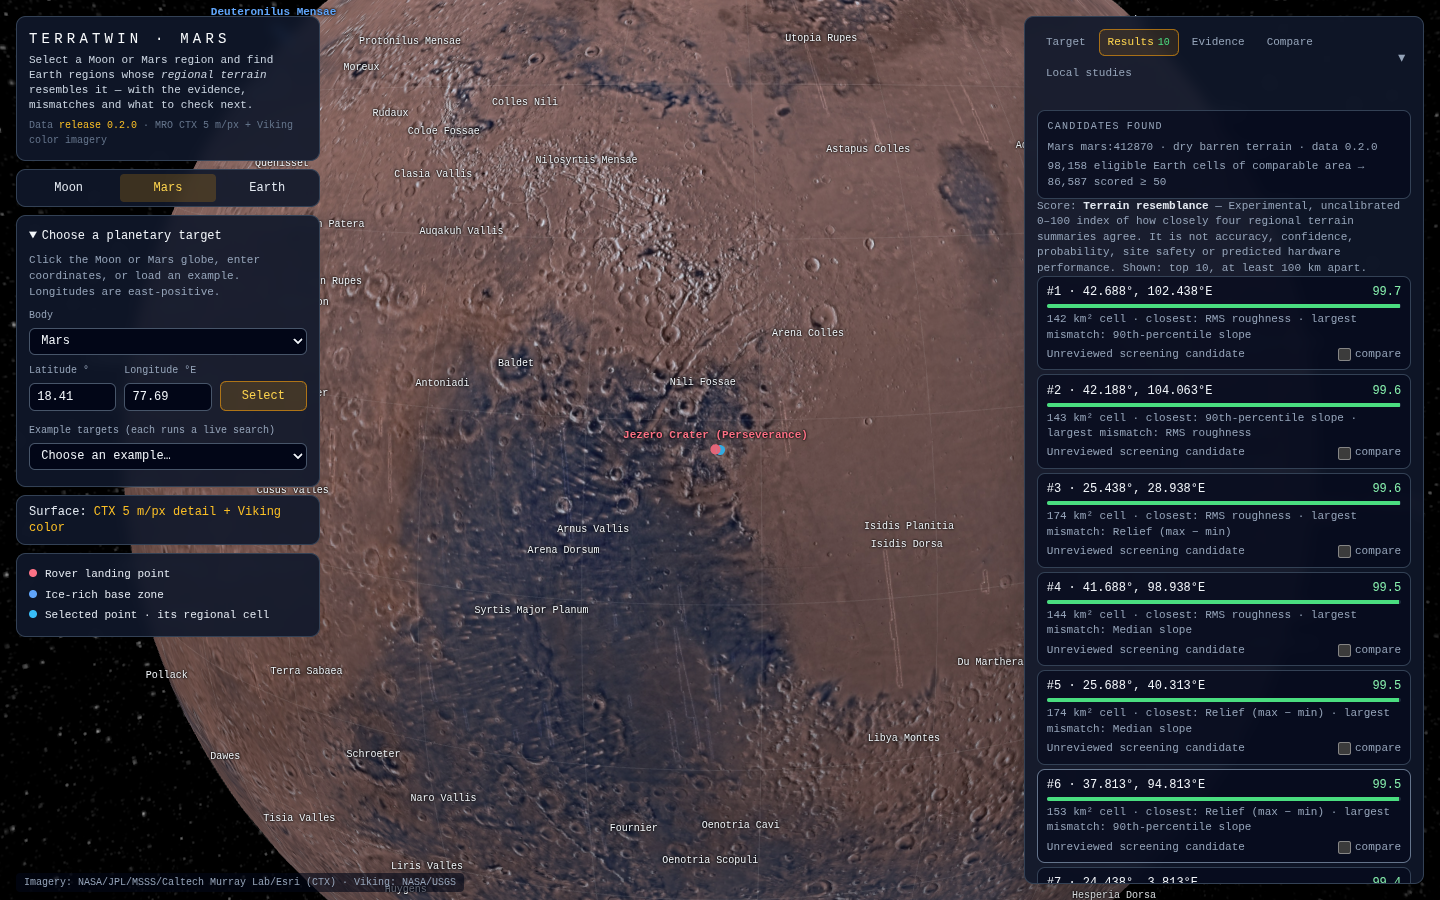 TERRATWIN · MARS
Select a Moon or Mars region and find
Earth regions whose regional terrain
resembles it — with the evidence,
mismatches and what to check next.
Data release 0.2.0 · MRO CTX 5 m/px + Viking
color imagery
Moon
Mars
Earth
▼ Choose a planetary target
Click the Moon or Mars globe, enter
coordinates, or load an example.
Longitudes are east-positive.
Body
Mars
Latitude °
Longitude °E
18.41
77.69
Select
Example targets (each runs a live search)
Choose an example…
Surface: CTX 5 m/px detail + Viking
color
Rover landing point
Ice-rich base zone
Selected point · its regional cell
Imagery: NASA/JPL/MSSS/Caltech Murray Lab/Esri (CTX) · Viking: NASA/USGS
Deuteronilus Mensae
Protonilus Mensae
Utopia Rupes
Moreux
Colles Nili
Rudaux
Coloe Fossae
Astapus Colles
Quenisset
Nilosyrtis Mensae
Clasia Vallis
Patera
Auqakuh Vallis
Rupes
Arena Colles
Baldet
Antoniadi
Nili Fossae
Jezero Crater (Perseverance)
Cusus Valles
Arnus Vallis
Isidis Planitia
Isidis Dorsa
Arena Dorsum
Syrtis Major Planum
Du Martheray
Pollack
Terra Sabaea
Libya Montes
Dawes
Schroeter
Naro Vallis
Tisia Valles
Fournier
Oenotria Cavi
Oenotria Scopuli
Liris Valles
Huygens
Hesperia Dorsa
Target
Results 10
Evidence
Compare
▼
Local studies
CANDIDATES FOUND
Mars mars:412870 · dry barren terrain · data 0.2.0
98,158 eligible Earth cells of comparable area →
86,587 scored ≥ 50
Score: Terrain resemblance — Experimental, uncalibrated
0–100 index of how closely four regional terrain
summaries agree. It is not accuracy, confidence,
probability, site safety or predicted hardware
performance. Shown: top 10, at least 100 km apart.
#1 · 42.688°, 102.438°E 99.7
142 km² cell · closest: RMS roughness · largest
mismatch: 90th-percentile slope
Unreviewed screening candidate compare
#2 · 42.188°, 104.063°E 99.6
143 km² cell · closest: 90th-percentile slope ·
largest mismatch: RMS roughness
Unreviewed screening candidate compare
#3 · 25.438°, 28.938°E 99.6
174 km² cell · closest: RMS roughness · largest
mismatch: Relief (max − min)
Unreviewed screening candidate compare
#4 · 41.688°, 98.938°E 99.5
144 km² cell · closest: RMS roughness · largest
mismatch: Median slope
Unreviewed screening candidate compare
#5 · 25.688°, 40.313°E 99.5
174 km² cell · closest: Relief (max − min) · largest
mismatch: Median slope
Unreviewed screening candidate compare
#6 · 37.813°, 94.813°E 99.5
153 km² cell · closest: Relief (max − min) · largest
mismatch: 90th-percentile slope
Unreviewed screening candidate compare
#7 · 24.438°, 3.813°E 99.4